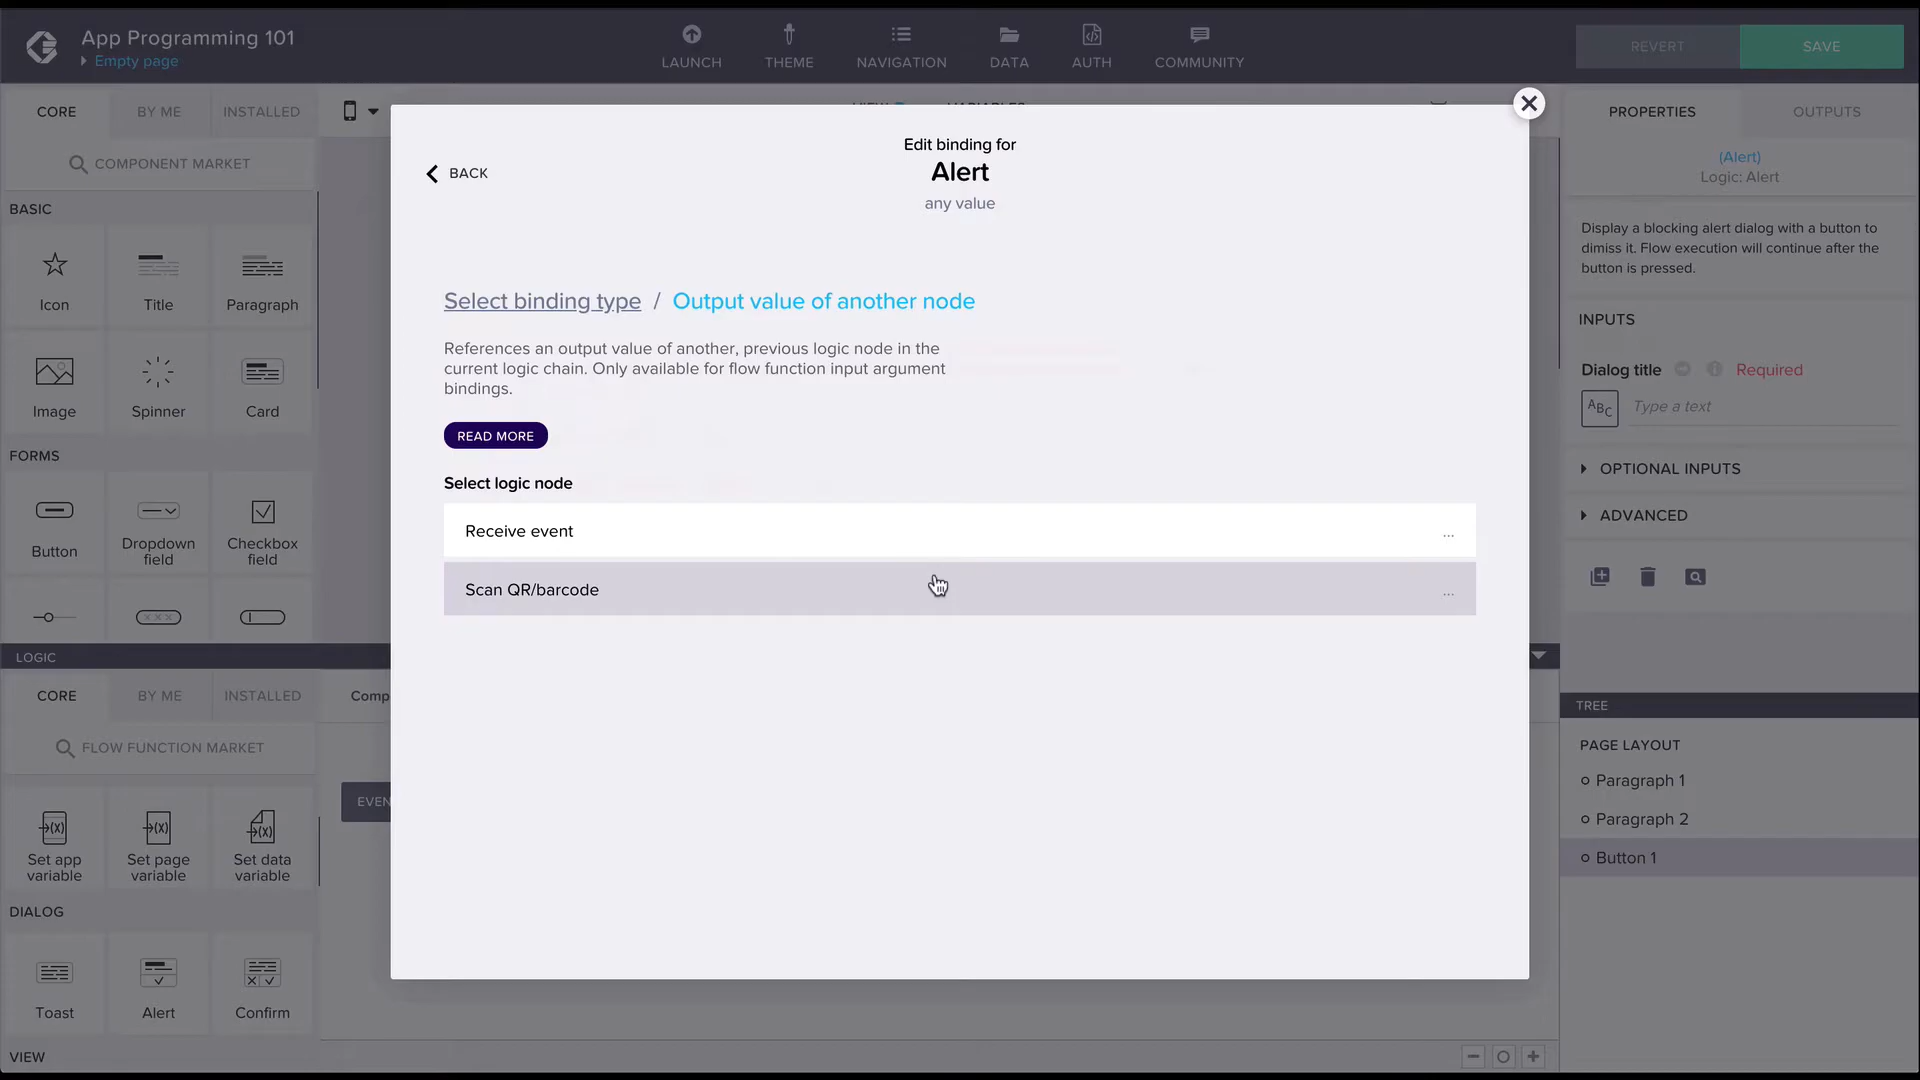 App Programming 101
Empty page
LAUNCH
THEME
NAVIGATION
DATA
AUTH
COMMUNITY
REVERT
SAVE
CORE
BY ME
INSTALLED
COMPONENT MARKET
BASIC
Icon
Title
Paragraph
Image
Spinner
Card
FORMS
Button
Dropdown
field
Checkbox
field
LOGIC
CORE
BY ME
INSTALLED
FLOW FUNCTION MARKET
Set app
variable
Set page
variable
Set data
variable
DIALOG
Toast
Alert
Confirm
VIEW
Comp
EVEN
BACK
Edit binding for
Alert
any value
Select binding type / Output value of another node
References an output value of another, previous logic node in the
current logic chain. Only available for flow function input argument
bindings.
READ MORE
Select logic node
Receive event ...
Scan QR/barcode ...
PROPERTIES
OUTPUTS
(Alert)
Logic: Alert
Display a blocking alert dialog with a button to
dimiss it. Flow execution will continue after the
button is pressed.
INPUTS
Dialog title
Required
ABC
Type a text
OPTIONAL INPUTS
ADVANCED
TREE
PAGE LAYOUT
Paragraph 1
Paragraph 2
Button 1